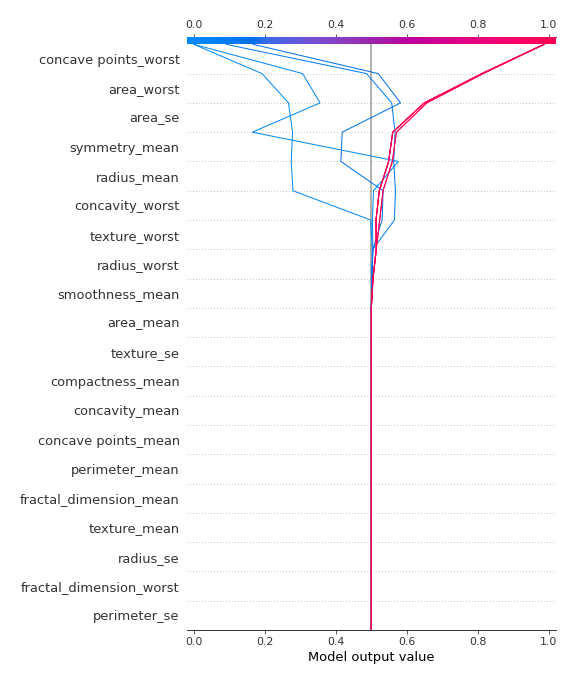 0.0 0.2 0.4 0.6 0.8 1.0
concave points_worst
area_worst
area_se
symmetry_mean
radius_mean
concavity_worst
texture_worst
radius_worst
smoothness_mean
area_mean
texture_se
compactness_mean
concavity_mean
concave points_mean
perimeter_mean
fractal_dimension_mean
texture_mean
radius_se
fractal_dimension_worst
perimeter_se
0.0 0.2 0.4 0.6 0.8 1.0
Model output value